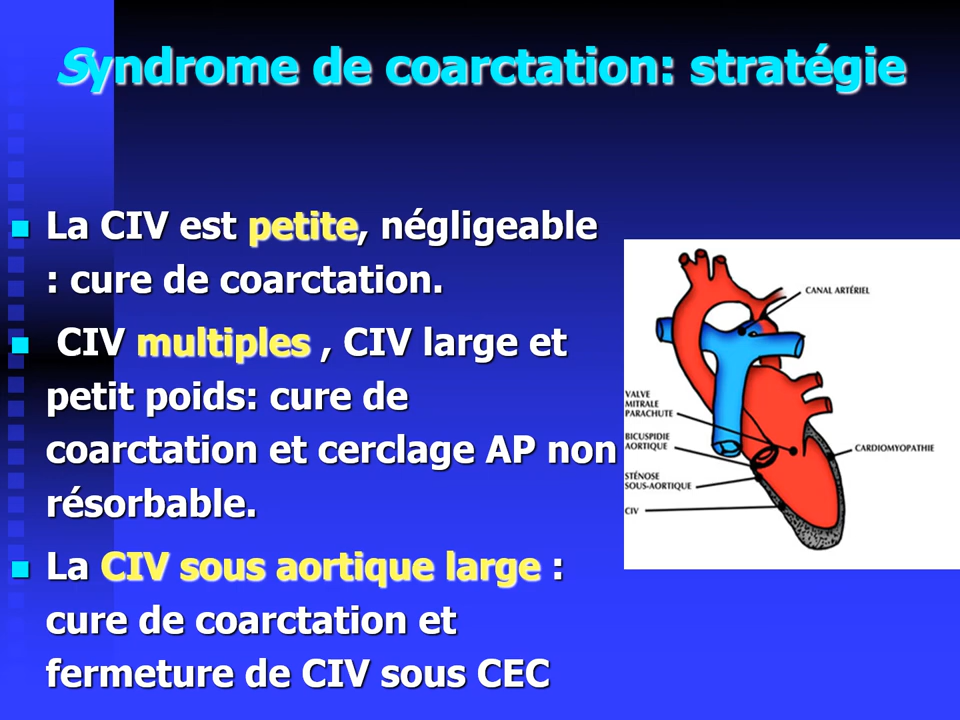 Syndrome de coarctation: stratégie
La CIV est petite, négligeable
: cure de coarctation.
CIV multiples , CIV large et
petit poids: cure de
coarctation et cerclage AP non
résorbable.
La CIV sous aortique large :
cure de coarctation et
fermeture de CIV sous CEC
CANAL ARTÉRIEL
VALVE
MITRALE
PARACHUTE
BICUSPIDIE
AORTIQUE
CARDIOMYOPATHIE
STÉNOSE
SOUS-AORTIQUE
CIV